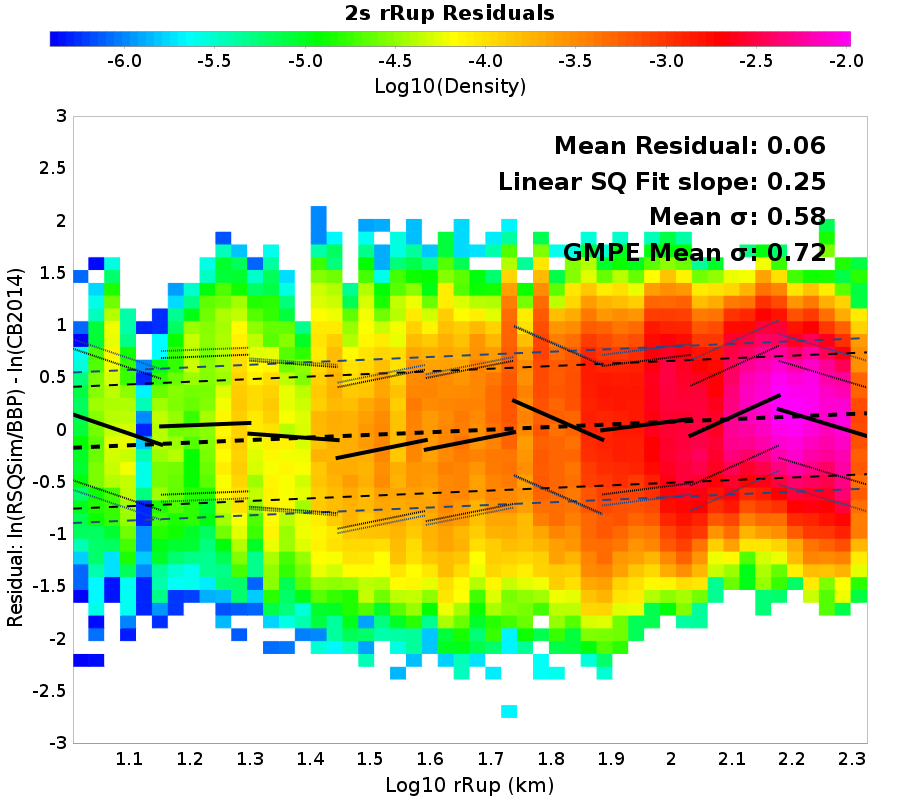 2s rRup Residuals
-6.0 -5.5 -5.0 -4.5 -4.0 -3.5 -3.0 -2.5 -2.0
Log10(Density)
Mean Residual: 0.06
Linear SQ Fit slope: 0.25
Mean σ: 0.58
GMPE Mean σ: 0.72
Residual: ln(RSQSim/BBP) - ln(CB2014)
3
2.5
2
1.5
1
0.5
0
-0.5
-1
-1.5
-2
-2.5
-3
1.1 1.2 1.3 1.4 1.5 1.6 1.7 1.8 1.9 2 2.1 2.2 2.3
Log10 rRup (km)